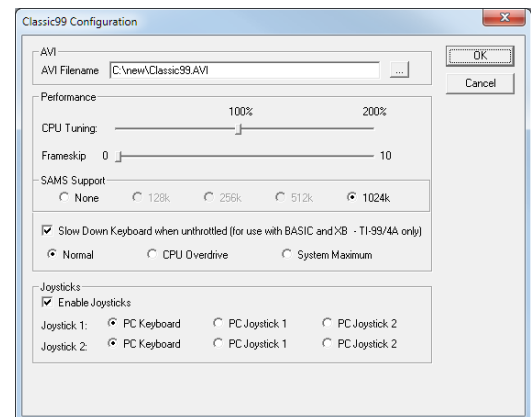 Classic99 Configuration
AVI
AVI Filename C:\new\Classic99.AVI ...
OK
Cancel
Performance
100% 200%
CPU Tuning:
Frameskip 0 10
SAMS Support
None 128k 256k 512k 1024k
Slow Down Keyboard when unthrottled (for use with BASIC and XB - TI-99/4A only)
Normal CPU Overdrive System Maximum
Joysticks
Enable Joysticks
Joystick 1: PC Keyboard PC Joystick 1 PC Joystick 2
Joystick 2: PC Keyboard PC Joystick 1 PC Joystick 2